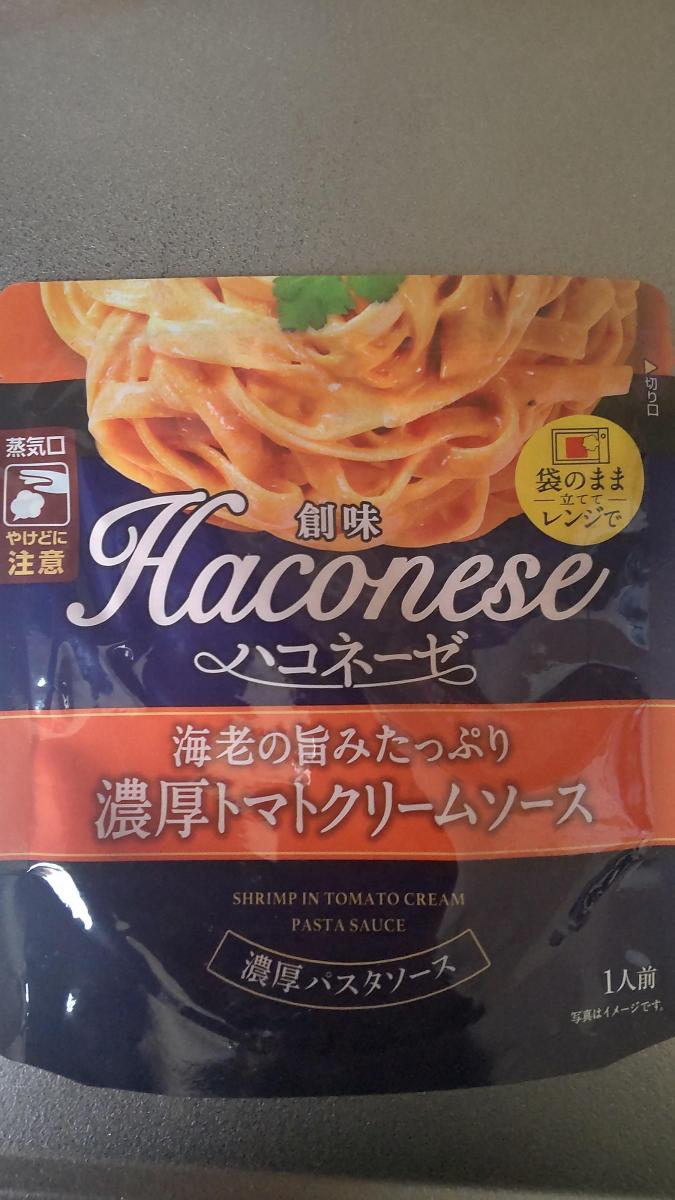 切り口
蒸気口
やけどに
注意
袋のまま
立てて
レンジで
創味
Haconese
ハコネーゼ
海老の旨みたっぷり
濃厚トマトクリームソース
SHRIMP IN TOMATO CREAM
PASTA SAUCE
濃厚パスタソース
1人前
写真はイメージです。